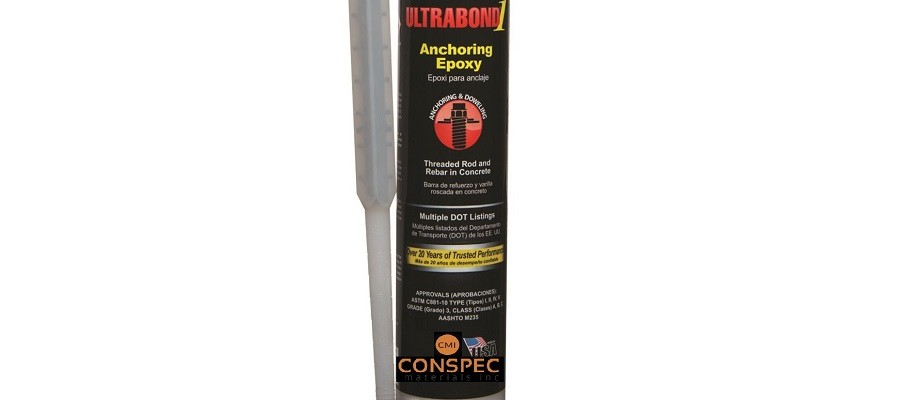 ULTRABOND 1
Anchoring
Epoxy
Epoxi para anclaje
ANCHORING & DOWELING
Threaded Rod and
Rebar in Concrete
Barra de refuerzo y varilla
roscada en concreto
Multiple DOT Listings
Múltiples listados del Departamento
de Transporte (DOT) de los EE. UU.
Over 20 Years of Trusted Performance
Más de 20 años de desempeño confiable
APPROVALS (APROBACIONES):
ASTM C881-10 TYPE (Tipos) I, II, IV, V
GRADE (Grado) 3, CLASS (Clases) A, B, C
AASHTO M235
CMI
USA
CONSPEC
materials inc